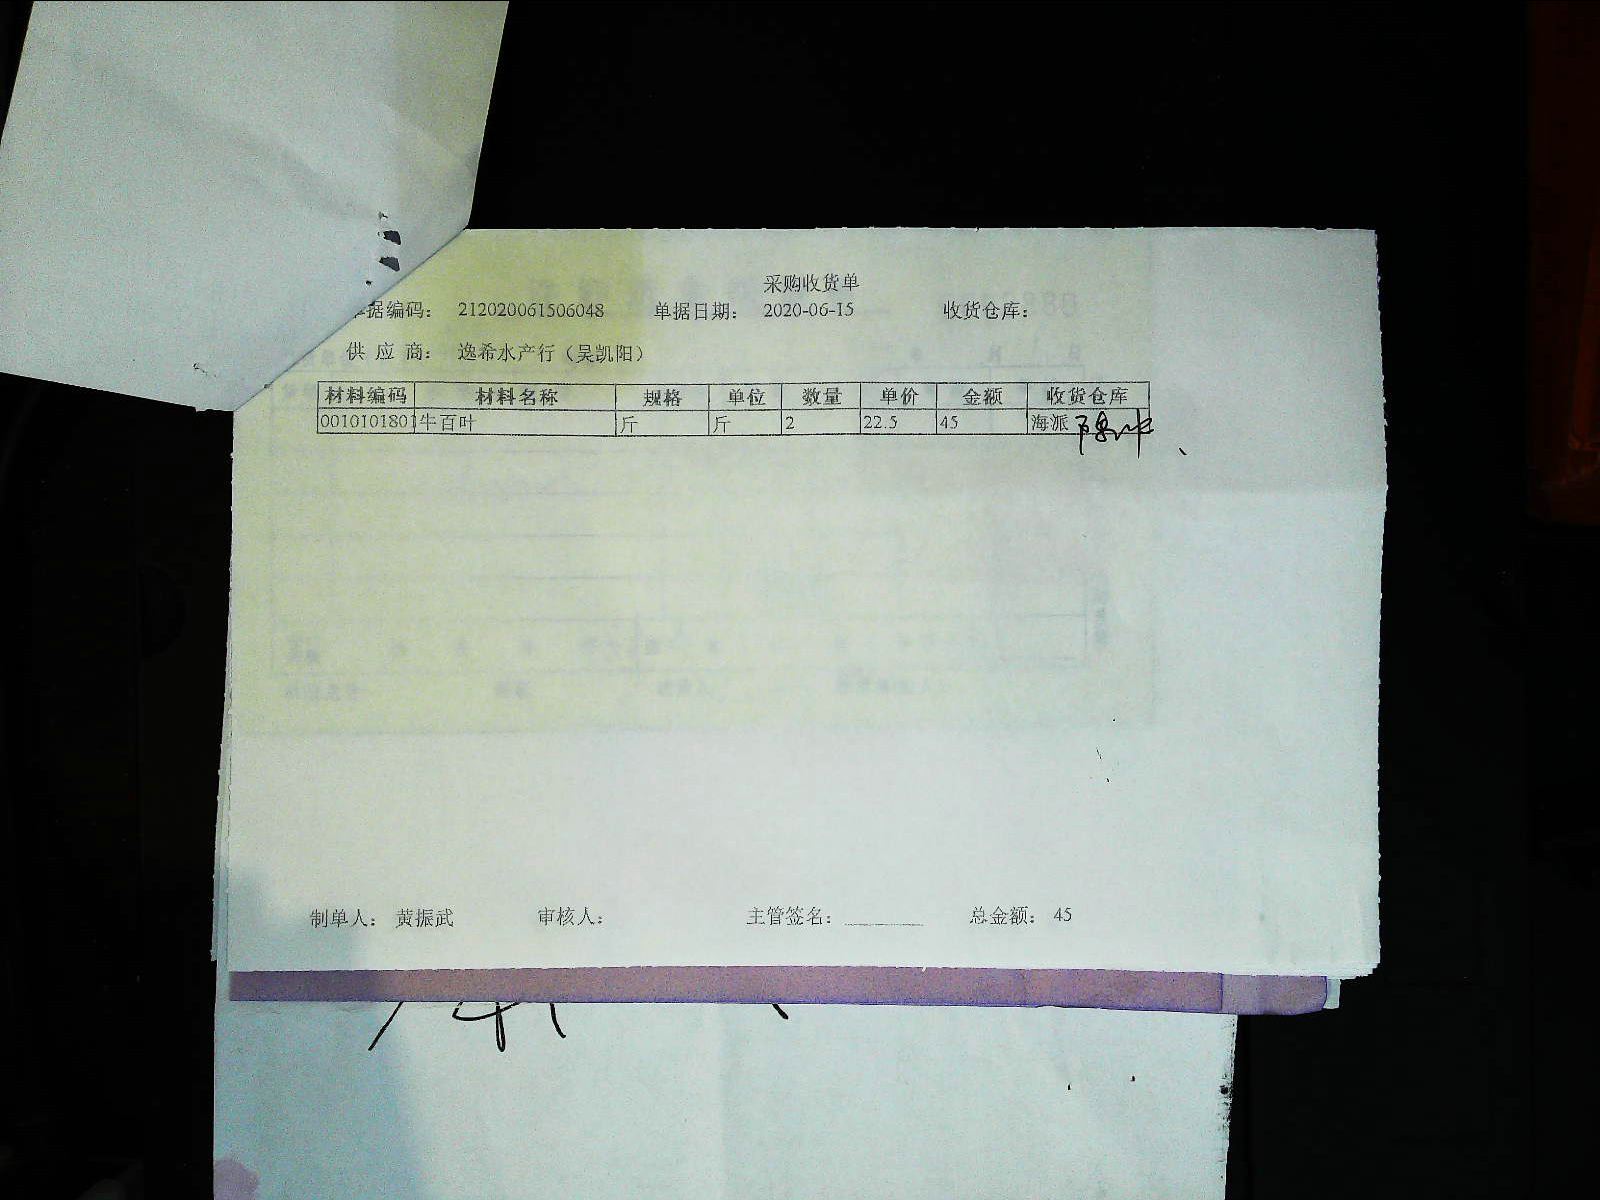 采购收货单
据编码： 212020061506048 单据日期： 2020-06-15 收货仓库：
供 应 商： 逸希水产行（吴凯阳）
材料编码 材料名称 规格 单位 数量 单价 金额 收货仓库
0010101801 牛百叶 斤 斤 2 22.5 45 海派
制单人： 黄振武 审核人： 主管签名： 总金额： 45